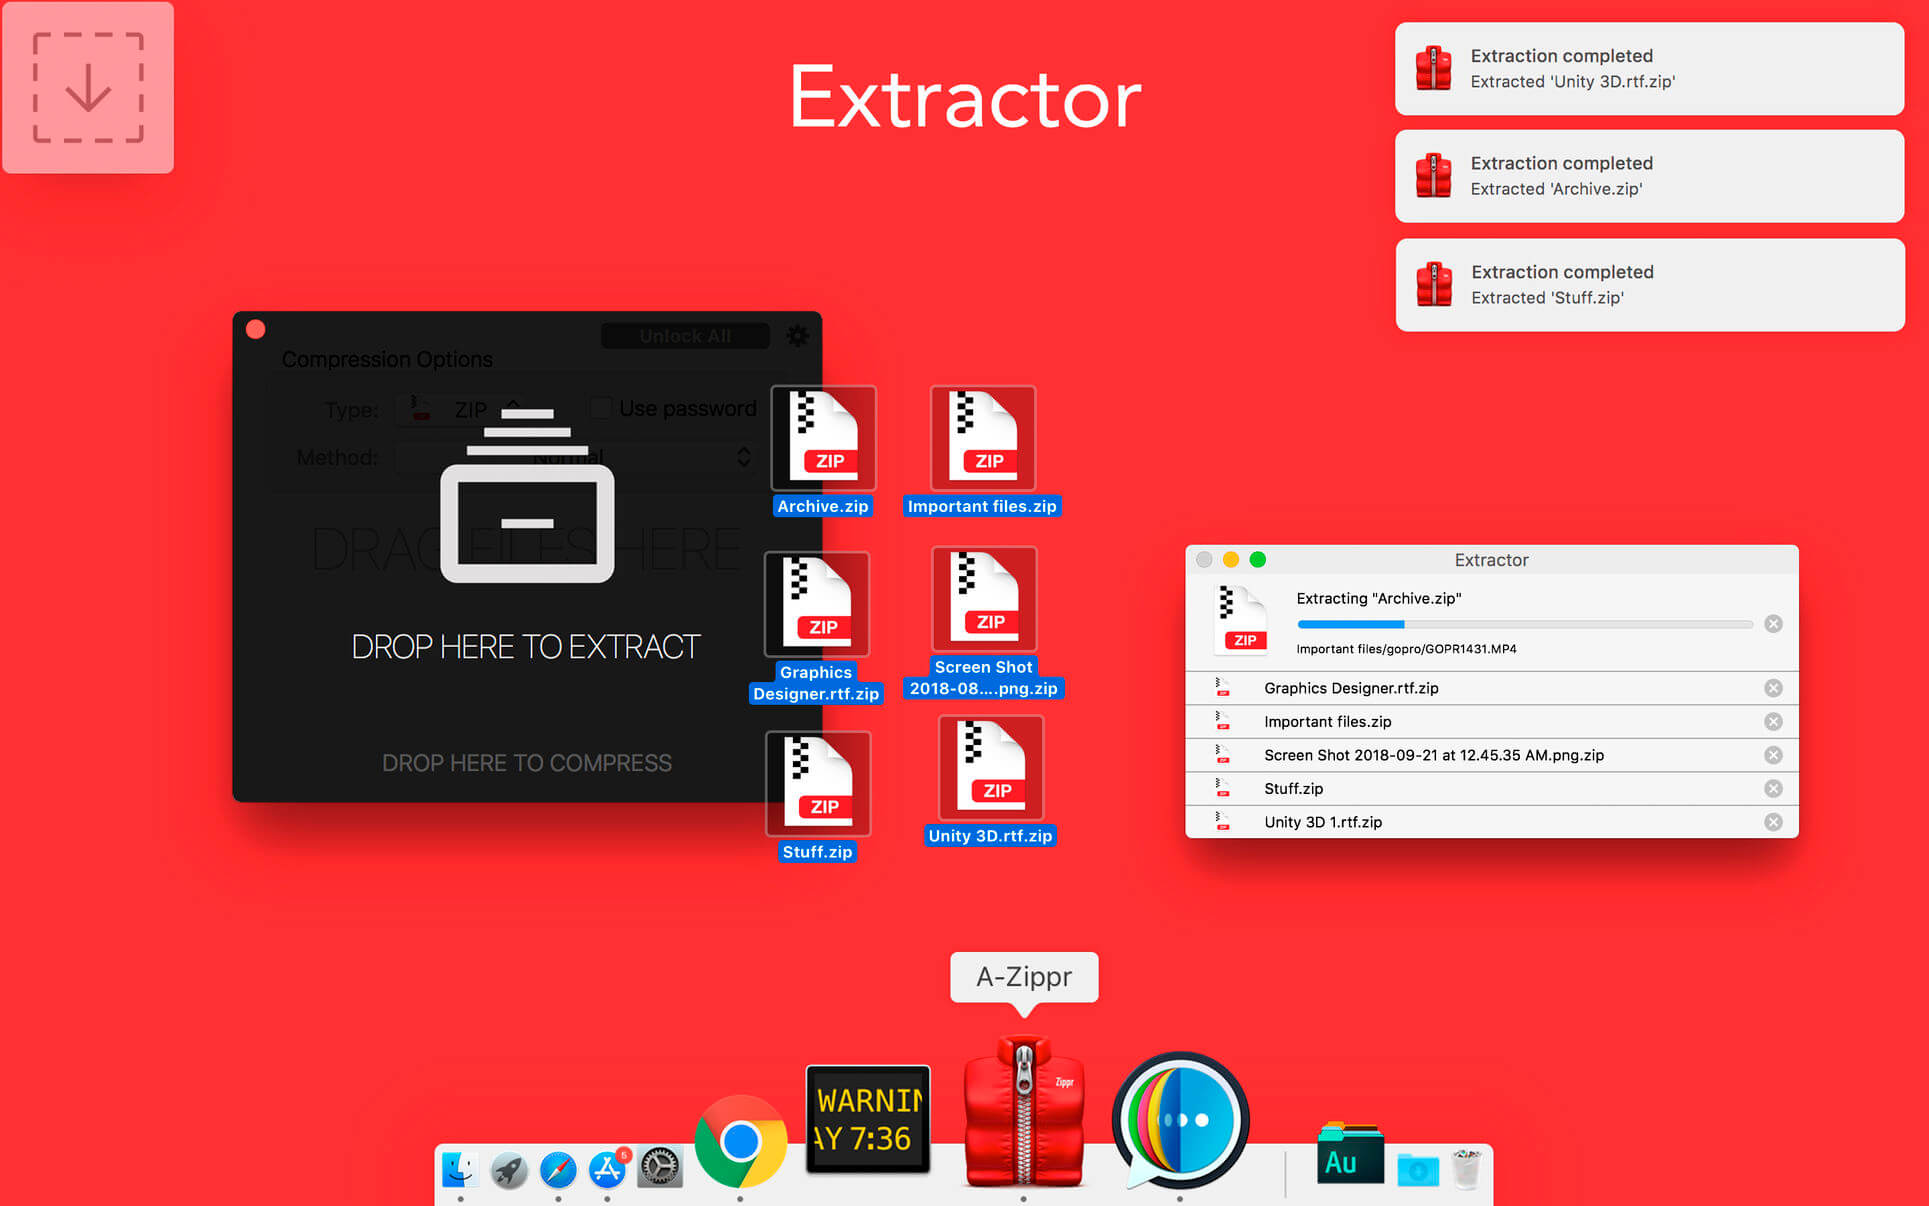 Extractor
Extraction completed
Extracted 'Unity 3D.rtf.zip'
Extraction completed
Extracted 'Archive.zip'
Extraction completed
Extracted 'Stuff.zip'
Unlock All
Compression Options
Type:
ZIP
Use password
Method:
Normal
DRAG FILES HERE
DROP HERE TO EXTRACT
DROP HERE TO COMPRESS
ZIP
Archive.zip
ZIP
Important files.zip
ZIP
Graphics
Designer.rtf.zip
ZIP
Screen Shot
2018-08....png.zip
ZIP
Stuff.zip
ZIP
Unity 3D.rtf.zip
Extractor
ZIP
Extracting "Archive.zip"
Important files/gopro/GOPR1431.MP4
ZIP
Graphics Designer.rtf.zip
ZIP
Important files.zip
ZIP
Screen Shot 2018-09-21 at 12.45.35 AM.png.zip
ZIP
Stuff.zip
ZIP
Unity 3D 1.rtf.zip
A-Zippr
Zippr
WARNIN
AY 7:36
5
Au